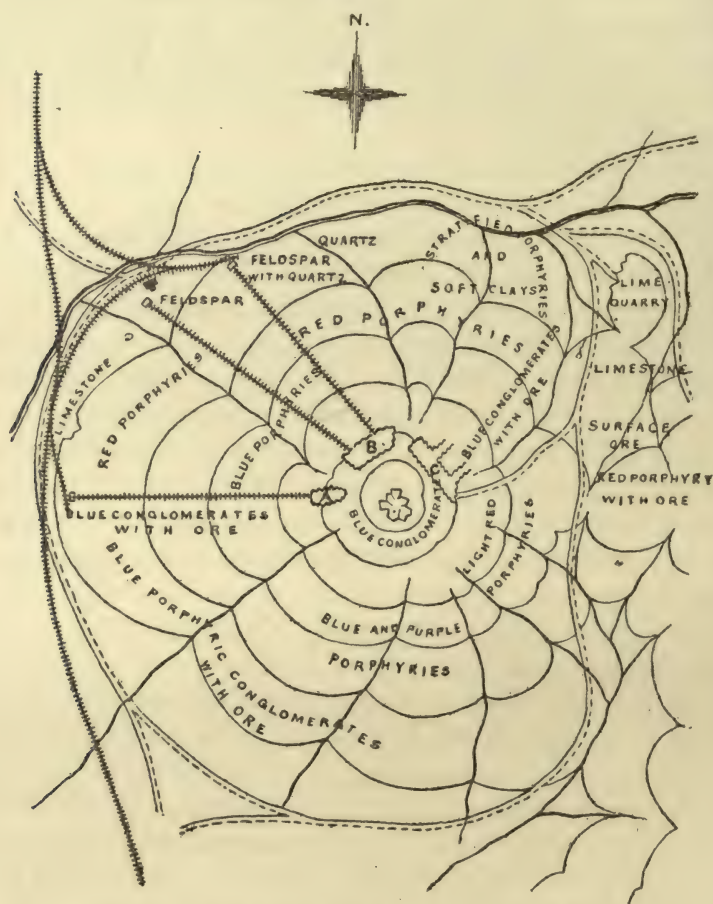 N.
QUARTZ
STRATIFIED PORPHYRIES
AND
SOFT CLAYS
FELDSPAR
WITH QUARTZ
FELDSPAR
LIME
QUARRY
RED PORPHYRIES
LIMESTONE
RED PORPHYRIES
BLUE PORPHYRIES
BLUE CONGLOMERATES
WITH ORE
LIMESTONE
SURFACE
ORE
RED PORPHYRY
WITH ORE
B
A
C
BLUE CONGLOMERATE
BLUE CONGLOMERATES
WITH ORE
LIGHT RED
PORPHYRIES
BLUE PORPHYRIC CONGLOMERATES
WITH ORE
BLUE AND PURPLE
PORPHYRIES